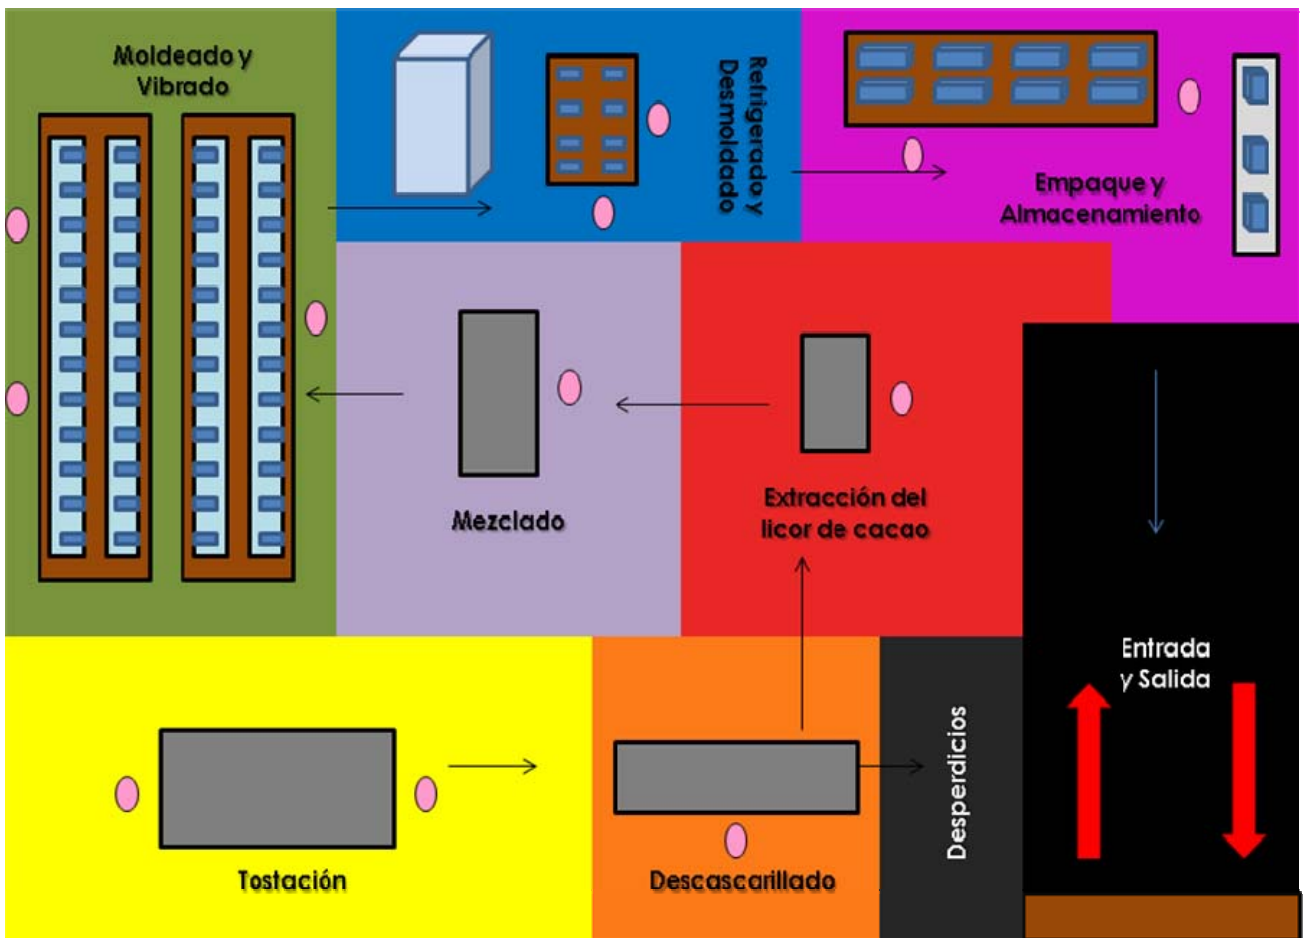 Moldeado y
Vibrado
Refrigerado y
Desmoldado
Empaque y
Almacenamiento
Mezclado
Extracción del
licor de cacao
Entrada
y Salida
Tostación
Descascarillado
Desperdicios